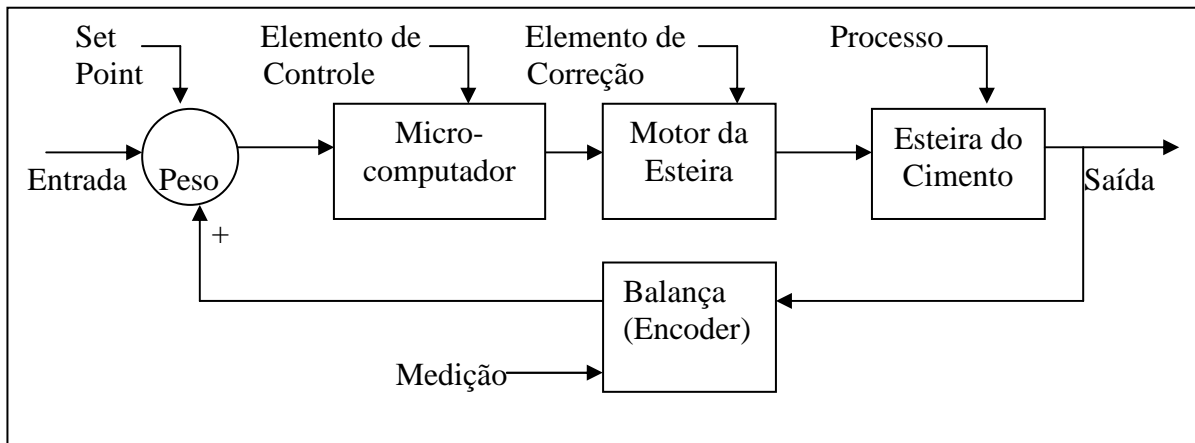 Set
Point
Elemento de
Controle
Elemento de
Correção
Processo
Entrada
Peso
Micro-
computador
Motor da
Esteira
Esteira do
Cimento
Saída
+
Balança
(Encoder)
Medição